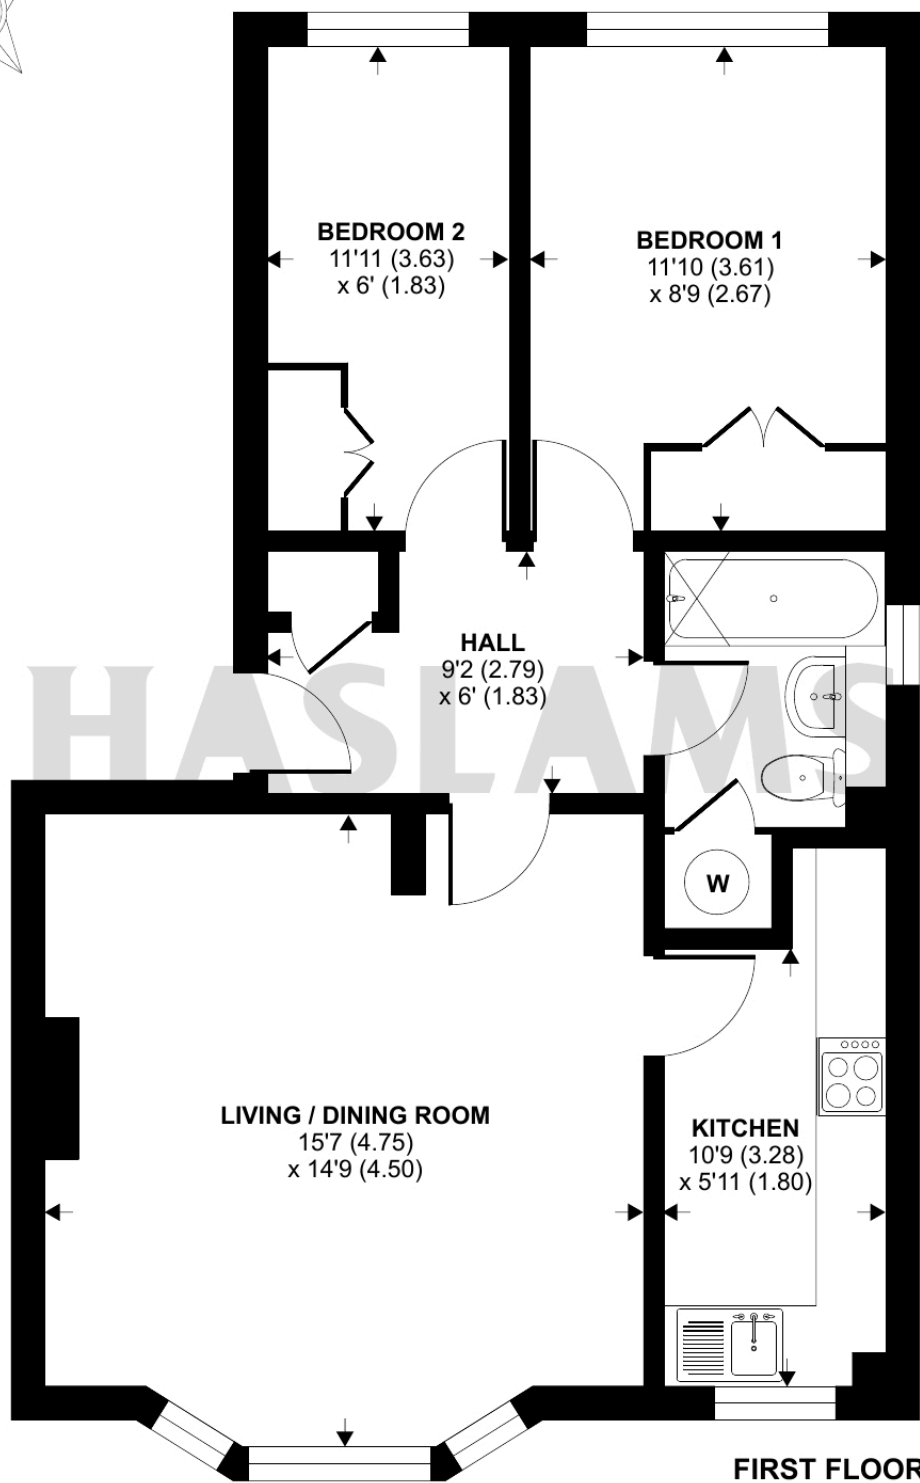 BEDROOM 2
11'11 (3.63)
x 6' (1.83)
BEDROOM 1
11'10 (3.61)
x 8'9 (2.67)
HALL
9'2 (2.79)
x 6' (1.83)
HASLAMS
W
LIVING / DINING ROOM
15'7 (4.75)
x 14'9 (4.50)
KITCHEN
10'9 (3.28)
x 5'11 (1.80)
FIRST FLOOR